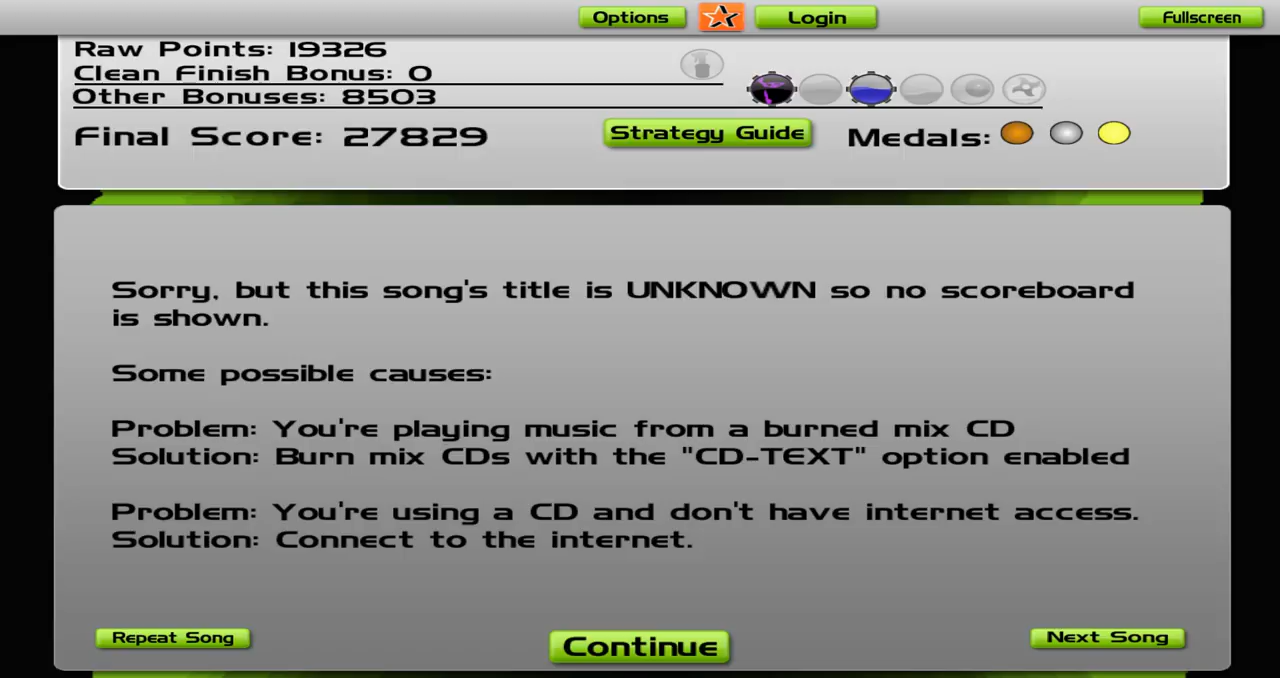 Options Login Fullscreen
Raw Points: 19326
Clean Finish Bonus: 0
Other Bonuses: 8503
Final Score: 27829 Strategy Guide Medals:
Sorry, but this song's title is UNKNOWN so no scoreboard
is shown.
Some possible causes:
Problem: You're playing music from a burned mix CD
Solution: Burn mix CDs with the "CD-TEXT" option enabled
Problem: You're using a CD and don't have internet access.
Solution: Connect to the internet.
Repeat Song Continue Next Song